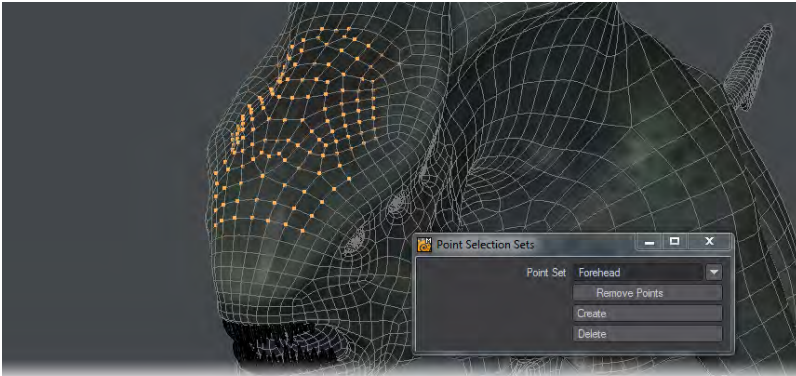 Point Selection Sets
Point Set Forehead
Remove Points
Create
Delete